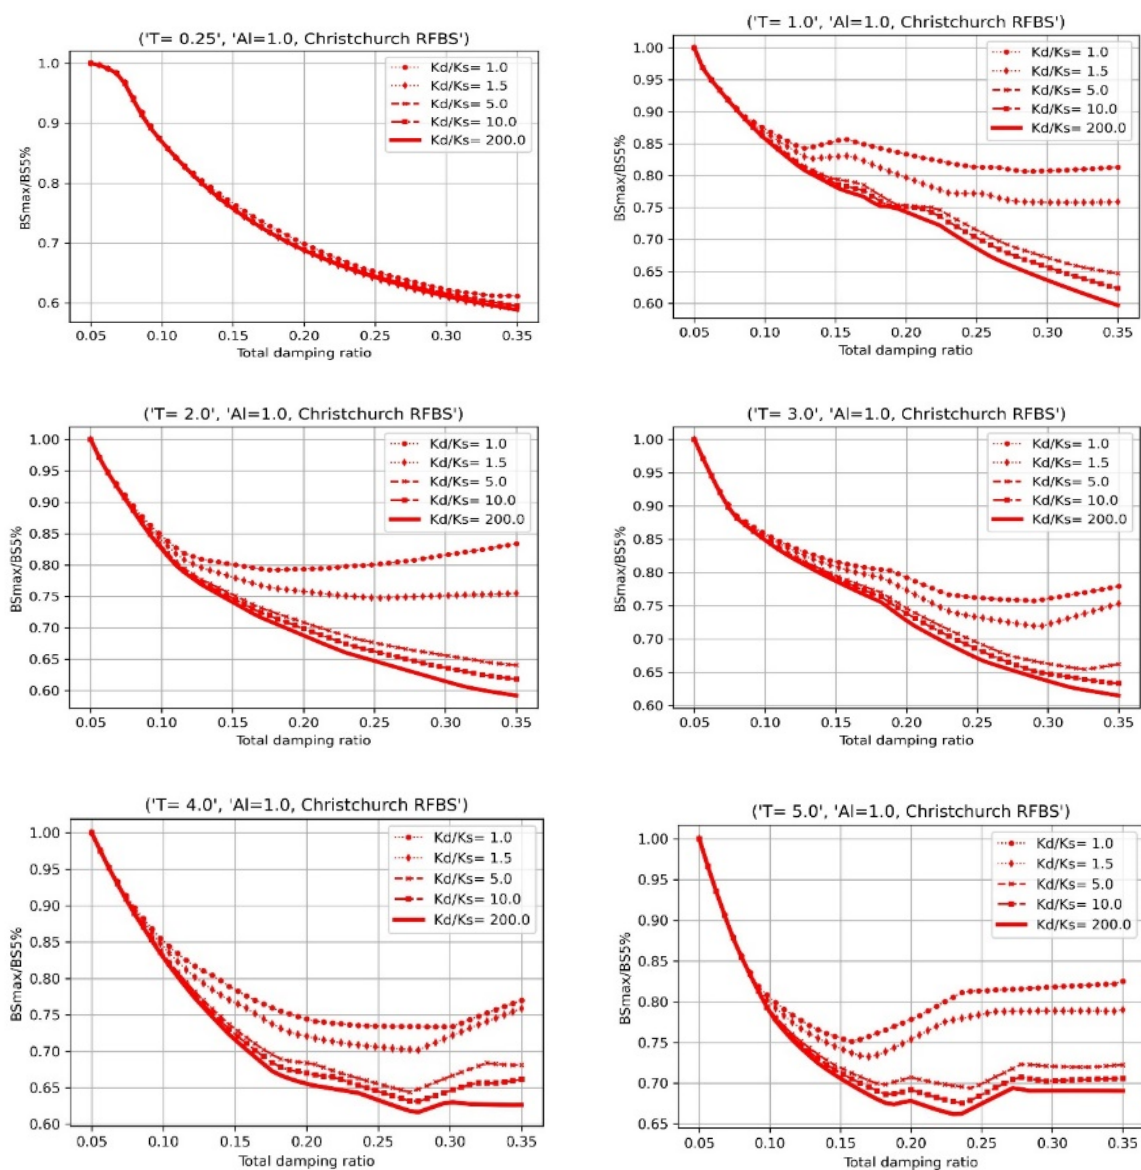 ('T= 0.25', 'Al=1.0, Christchurch RFBS')
Kd/Ks= 1.0
Kd/Ks= 1.5
Kd/Ks= 5.0
Kd/Ks= 10.0
Kd/Ks= 200.0
BSmax/BS5%
1.0
0.9
0.8
0.7
0.6
0.05 0.10 0.15 0.20 0.25 0.30 0.35
Total damping ratio
('T= 1.0', 'Al=1.0, Christchurch RFBS')
Kd/Ks= 1.0
Kd/Ks= 1.5
Kd/Ks= 5.0
Kd/Ks= 10.0
Kd/Ks= 200.0
BSmax/BS5%
1.00
0.95
0.90
0.85
0.80
0.75
0.70
0.65
0.60
0.05 0.10 0.15 0.20 0.25 0.30 0.35
Total damping ratio
('T= 2.0', 'Al=1.0, Christchurch RFBS')
Kd/Ks= 1.0
Kd/Ks= 1.5
Kd/Ks= 5.0
Kd/Ks= 10.0
Kd/Ks= 200.0
BSmax/BS5%
1.00
0.95
0.90
0.85
0.80
0.75
0.70
0.65
0.60
0.05 0.10 0.15 0.20 0.25 0.30 0.35
Total damping ratio
('T= 3.0', 'Al=1.0, Christchurch RFBS')
Kd/Ks= 1.0
Kd/Ks= 1.5
Kd/Ks= 5.0
Kd/Ks= 10.0
Kd/Ks= 200.0
BSmax/BS5%
1.00
0.95
0.90
0.85
0.80
0.75
0.70
0.65
0.60
0.05 0.10 0.15 0.20 0.25 0.30 0.35
Total damping ratio
('T= 4.0', 'Al=1.0, Christchurch RFBS')
Kd/Ks= 1.0
Kd/Ks= 1.5
Kd/Ks= 5.0
Kd/Ks= 10.0
Kd/Ks= 200.0
BSmax/BS5%
1.00
0.95
0.90
0.85
0.80
0.75
0.70
0.65
0.60
0.05 0.10 0.15 0.20 0.25 0.30 0.35
Total damping ratio
('T= 5.0', 'Al=1.0, Christchurch RFBS')
Kd/Ks= 1.0
Kd/Ks= 1.5
Kd/Ks= 5.0
Kd/Ks= 10.0
Kd/Ks= 200.0
BSmax/BS5%
1.00
0.95
0.90
0.85
0.80
0.75
0.70
0.65
0.05 0.10 0.15 0.20 0.25 0.30 0.35
Total damping ratio